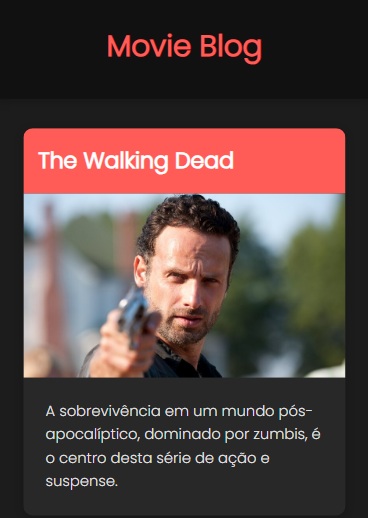 Movie Blog
The Walking Dead
A sobrevivência em um mundo pós-
apocalíptico, dominado por zumbis, é
o centro desta série de ação e
suspense.